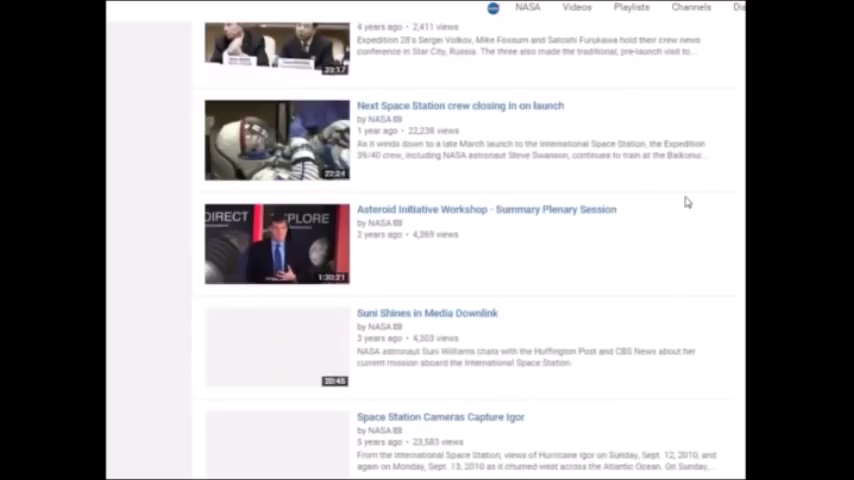 NASA Videos Playlists Channels
4 years ago • 2,411 views
Expedition 28's Sergei Volkov, Mike Fossum and Satoshi Furukawa hold their crew news
conference in Star City, Russia. The three also made the traditional, pre-launch visit to...
23:17
Next Space Station crew closing in on launch
by NASA
1 year ago • 22,238 views
As it winds down to a late March launch to the International Space Station, the Expedition
39/40 crew, including NASA astronaut Steve Swanson, continues to train at the Baikonu...
22:24
Asteroid Initiative Workshop - Summary Plenary Session
by NASA
2 years ago • 4,369 views
DIRECT
1:30:21
Suni Shines in Media Downlink
by NASA
3 years ago • 4,303 views
NASA astronaut Suni Williams chats with the Huffington Post and CBS News about her
current mission aboard the International Space Station.
20:45
Space Station Cameras Capture Igor
by NASA
5 years ago • 23,583 views
From the International Space Station, views of Hurricane Igor on Sunday, Sept. 12, 2010, and
again on Monday, Sept. 13, 2010 as it churned west across the Atlantic Ocean. On Sunday,...